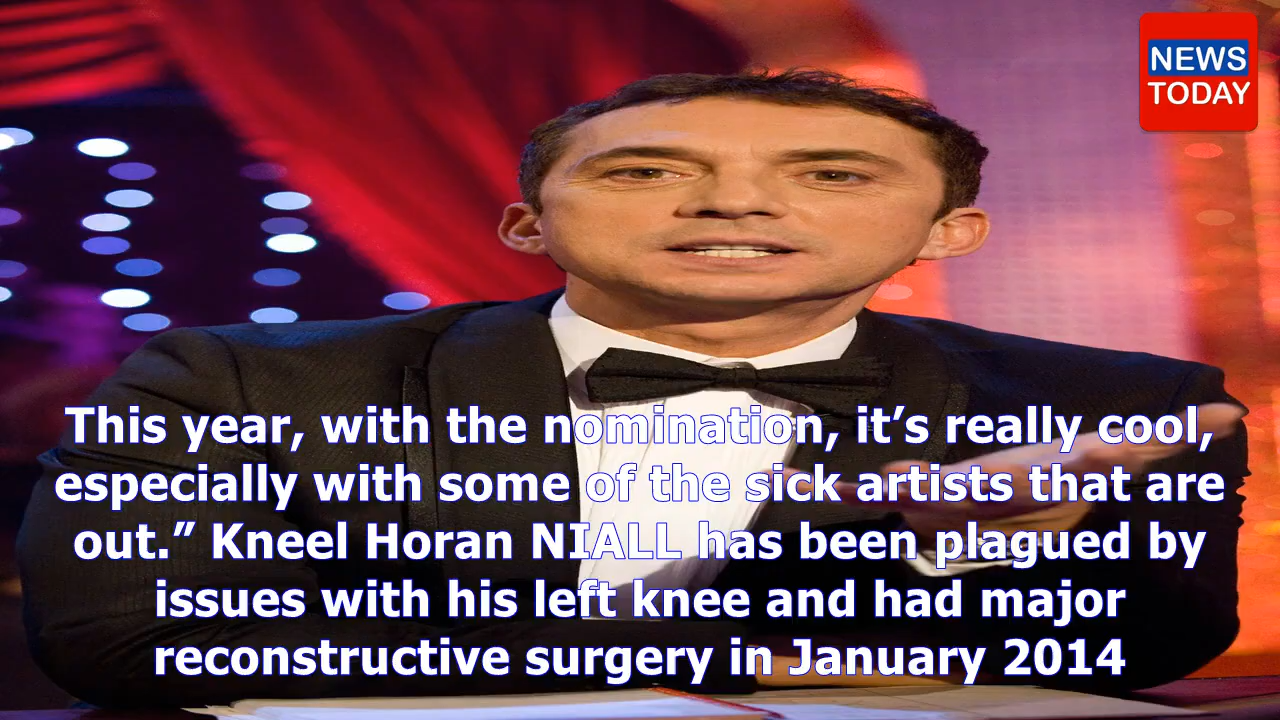 NEWS
TODAY
This year, with the nomination, it’s really cool,
especially with some of the sick artists that are
out.” Kneel Horan NIALL has been plagued by
issues with his left knee and had major
reconstructive surgery in January 2014